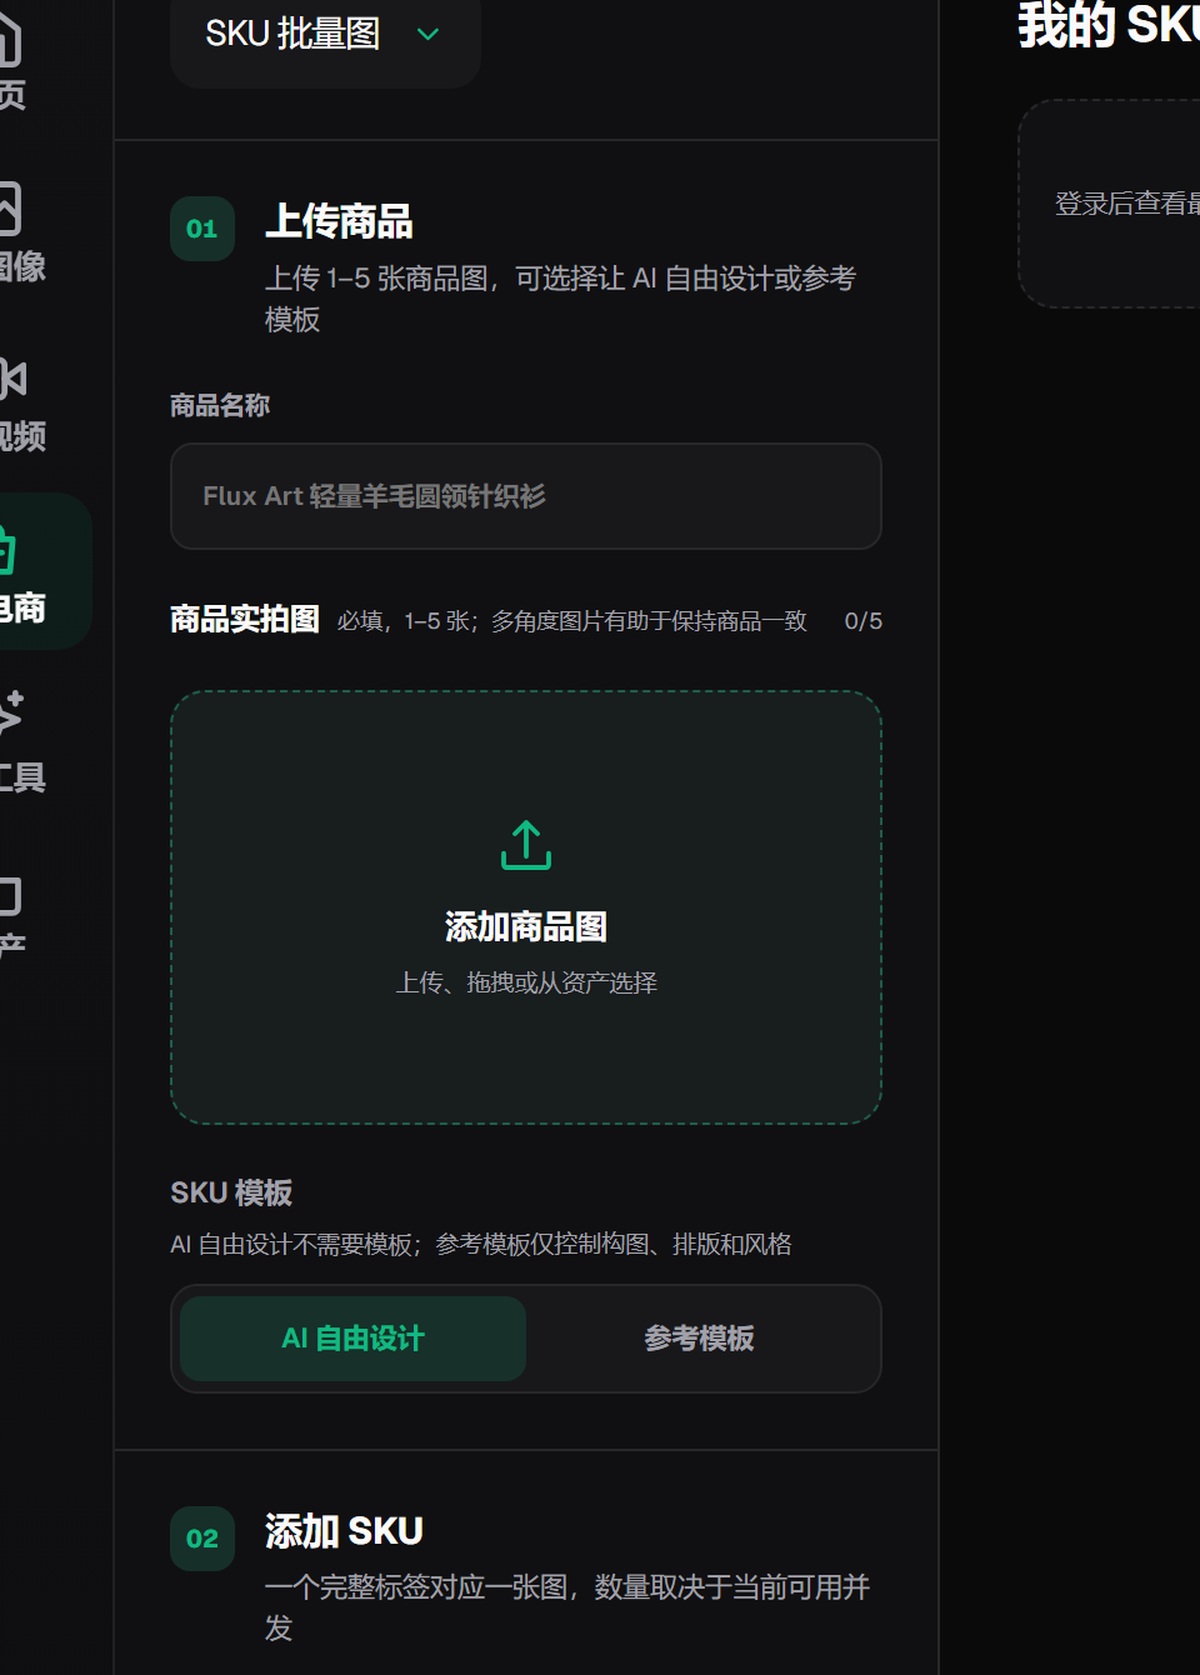 SKU 批量图
我的 SKU
页
登录后查看最
01
上传商品
上传 1–5 张商品图，可选择让 AI 自由设计或参考
模板
图像
商品名称
视频
Flux Art 轻量羊毛圆领针织衫
电商
商品实拍图 必填，1–5 张；多角度图片有助于保持商品一致 0/5
工具
添加商品图
产
上传、拖拽或从资产选择
SKU 模板
AI 自由设计不需要模板；参考模板仅控制构图、排版和风格
AI 自由设计
参考模板
02
添加 SKU
一个完整标签对应一张图，数量取决于当前可用并
发